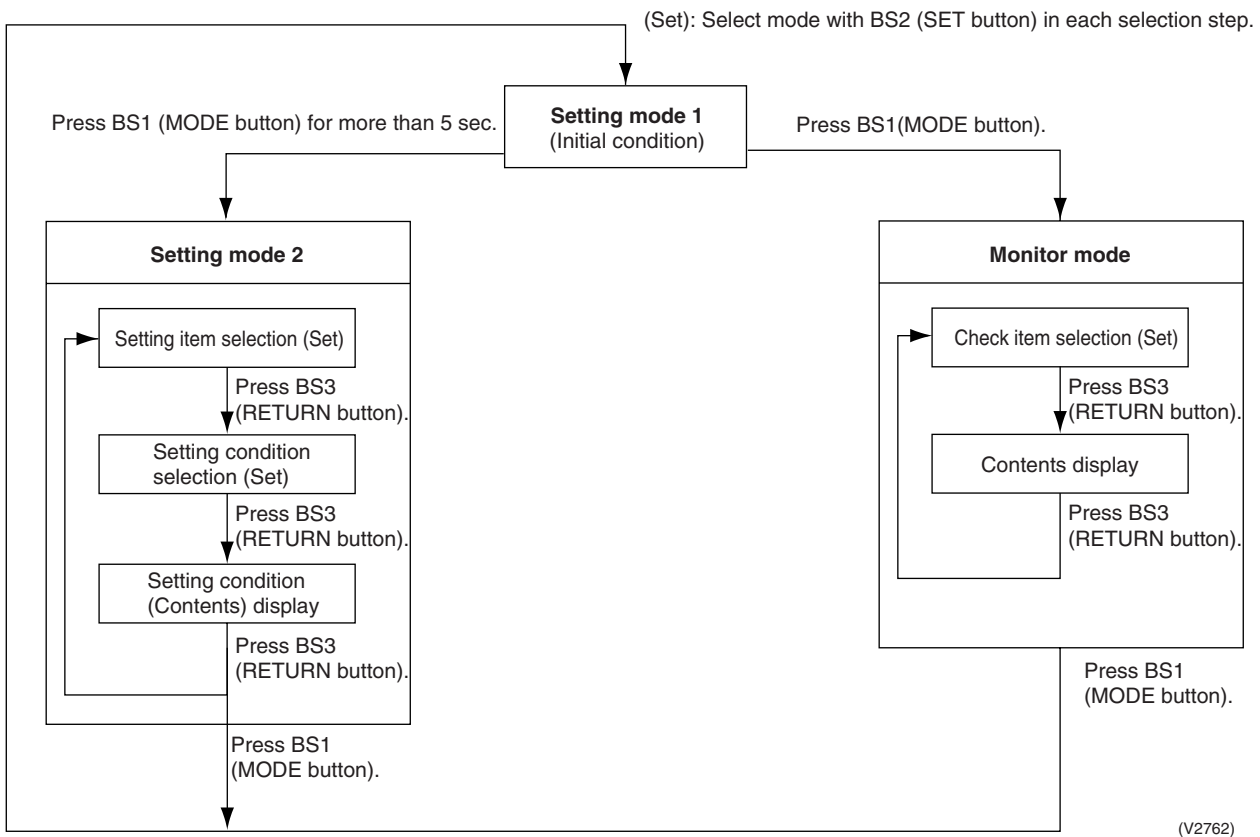 (Set): Select mode with BS2 (SET button) in each selection step.
Setting mode 1
(Initial condition)
Press BS1 (MODE button) for more than 5 sec.
Press BS1(MODE button).
Setting mode 2
Setting item selection (Set)
Press BS3
(RETURN button).
Setting condition
selection (Set)
Press BS3
(RETURN button).
Setting condition
(Contents) display
Press BS3
(RETURN button).
Press BS1
(MODE button).
Monitor mode
Check item selection (Set)
Press BS3
(RETURN button).
Contents display
Press BS3
(RETURN button).
Press BS1
(MODE button).
(V2762)